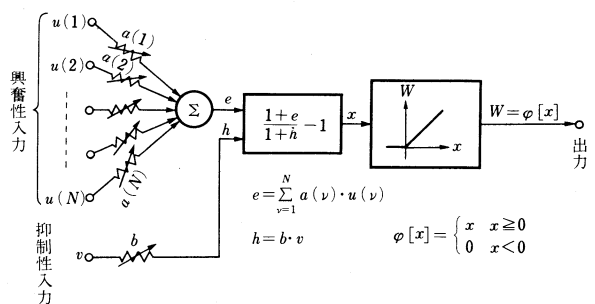 興奮性入力
u(1)
a(1)
u(2)
a(2)
u(N)
a(N)
抑制性入力
v
b
Σ
e
h
1+e
1+h
−1
x
W
x
W=φ[x]
出力
e=Σ^N_{ν=1} a(ν)・u(ν)
h=b・v
φ[x]={x x≧0
0 x<0